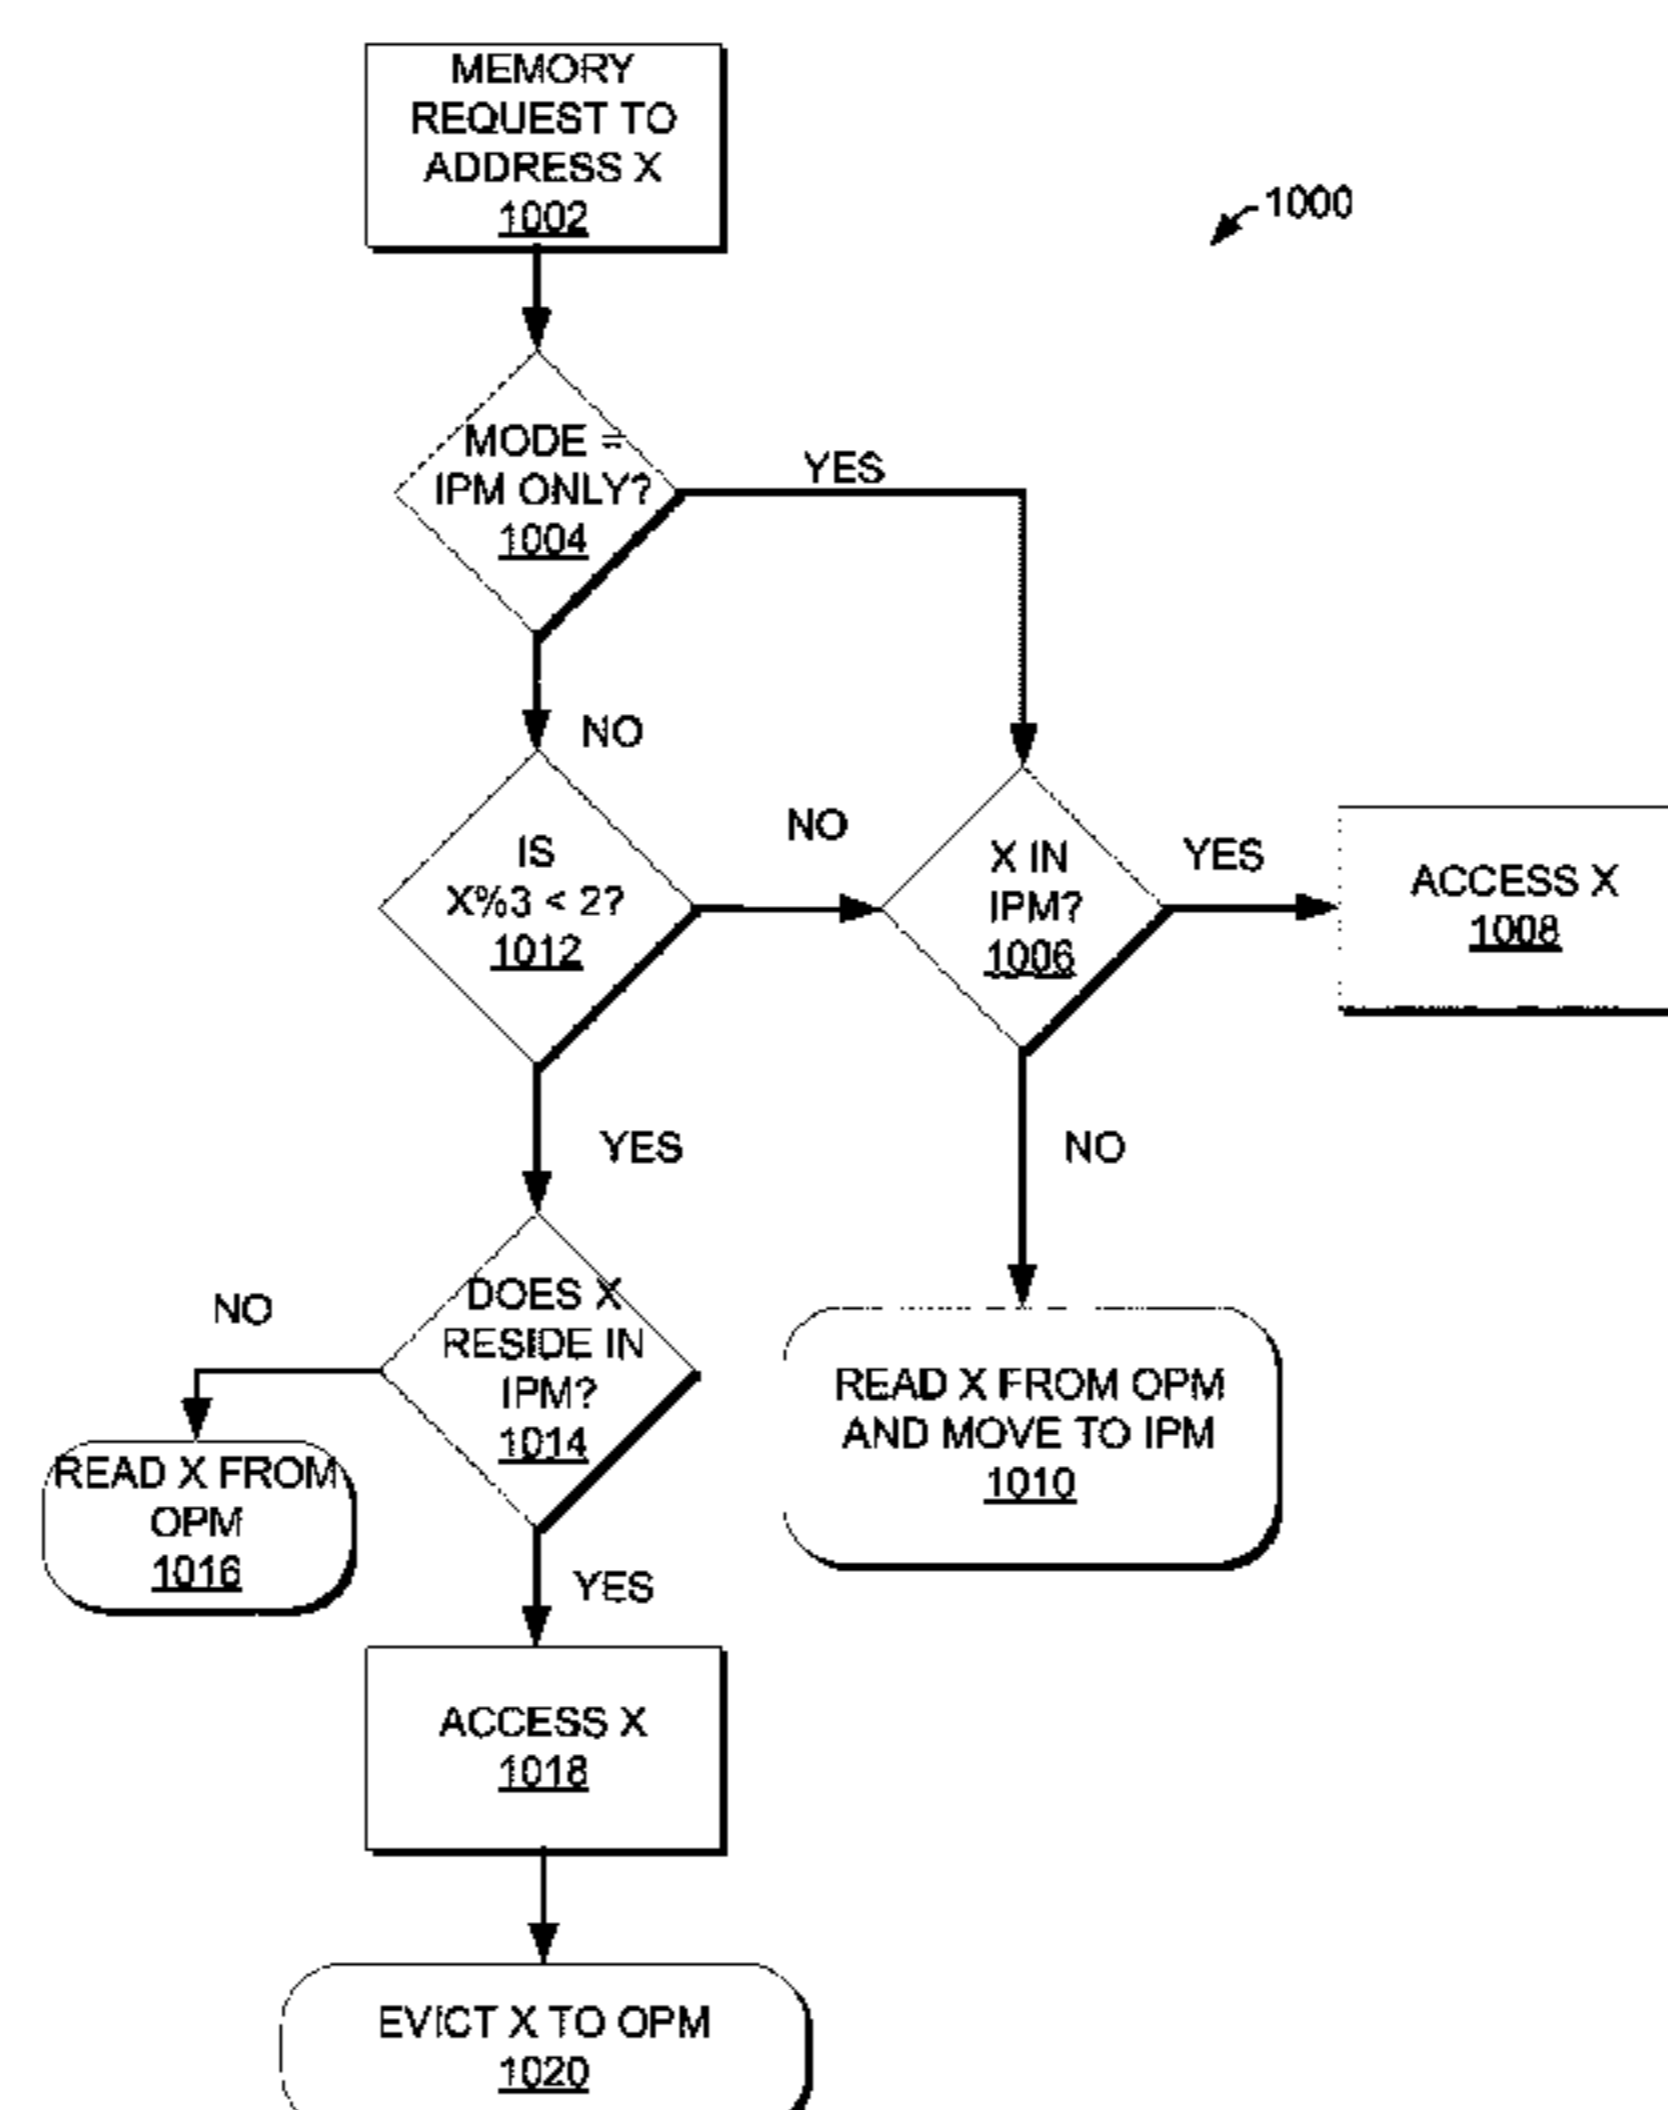 MEMORY
REQUEST TO
ADDRESS X
1002
1000
MODE =
IPM ONLY?
1004
YES
NO
IS
X%3 < 2?
1012
NO
X IN
IPM?
1006
YES
ACCESS X
1008
YES
NO
DOES X
RESIDE IN
IPM?
1014
NO
READ X FROM
OPM
1016
READ X FROM OPM
AND MOVE TO IPM
1010
YES
ACCESS X
1018
EVICT X TO OPM
1020